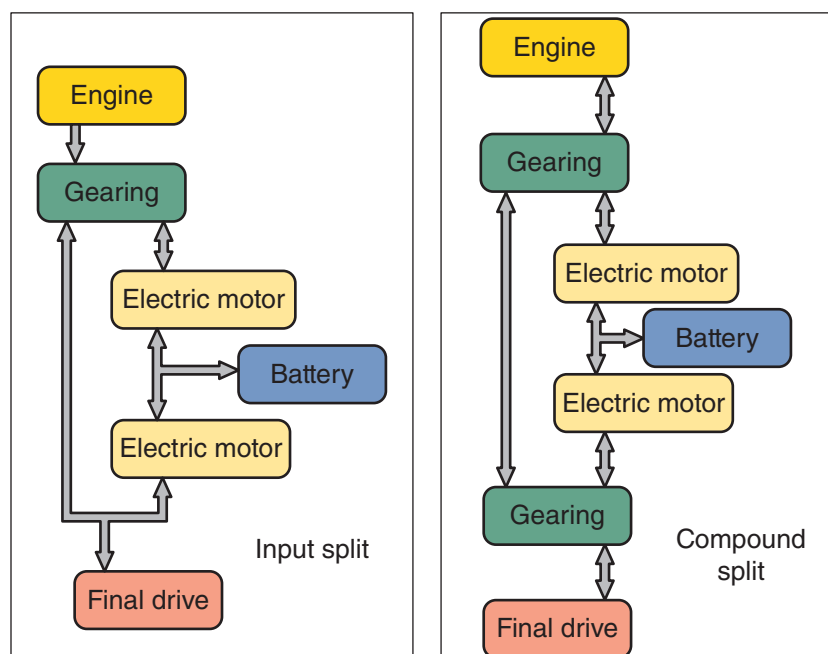 Engine
Gearing
Electric motor
Battery
Electric motor
Input split
Final drive
Engine
Gearing
Electric motor
Battery
Electric motor
Gearing
Compound
split
Final drive